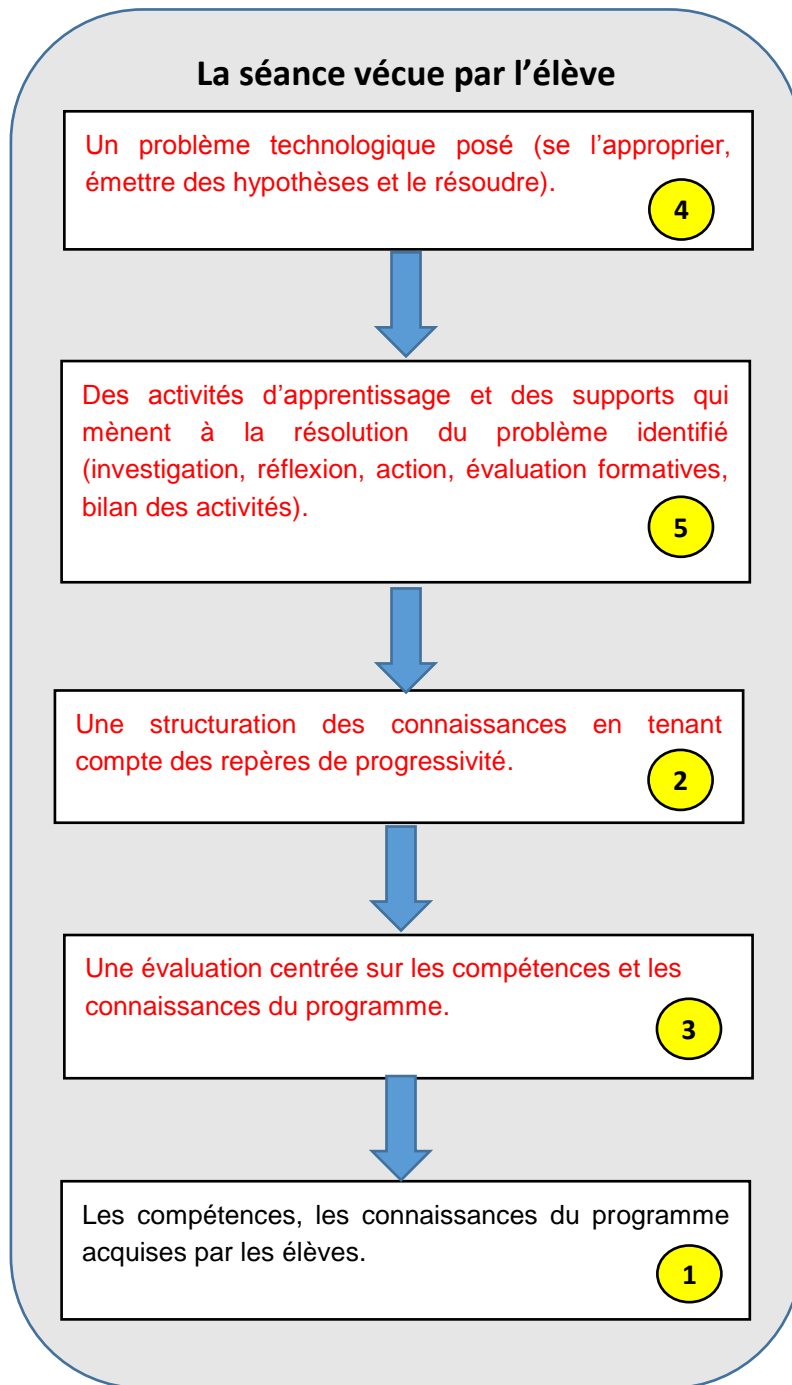 La séance vécue par l’élève
Un problème technologique posé (se l’approprier,
émettre des hypothèses et le résoudre).
4
Des activités d’apprentissage et des supports qui
mènent à la résolution du problème identifié
(investigation, réflexion, action, évaluation formatives,
bilan des activités).
5
Une structuration des connaissances en tenant
compte des repères de progressivité.
2
Une évaluation centrée sur les compétences et les
connaissances du programme.
3
Les compétences, les connaissances du programme
acquises par les élèves.
1